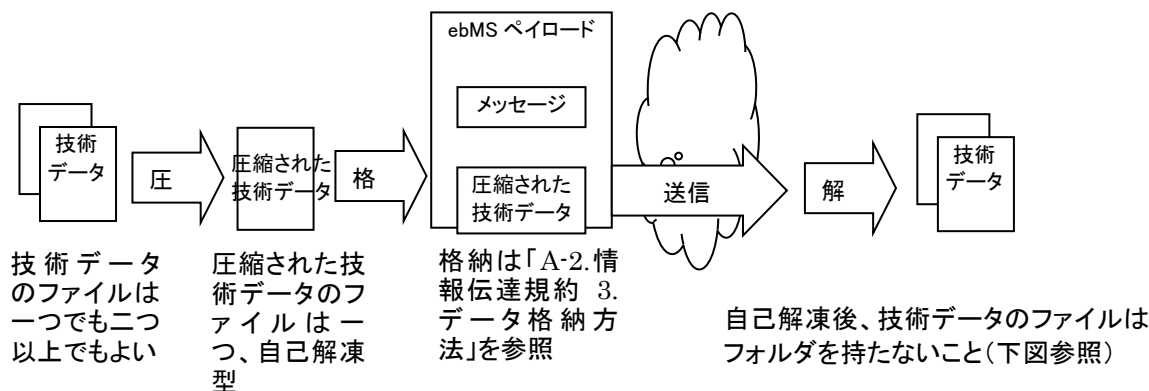 ebMS ペイロード
メッセージ
技術
データ
圧
圧縮された
技術データ
格
圧縮された
技術データ
送信
解
技術
データ
技術データ
のファイルは
一つでも二つ
以上でもよい
圧縮された技
術データのフ
ァイルは一
つ、自己解凍
型
格納は「A-2.情
報伝達規約 3.
データ格納方
法」を参照
自己解凍後、技術データのファイルは
フォルダを持たないこと(下図参照)